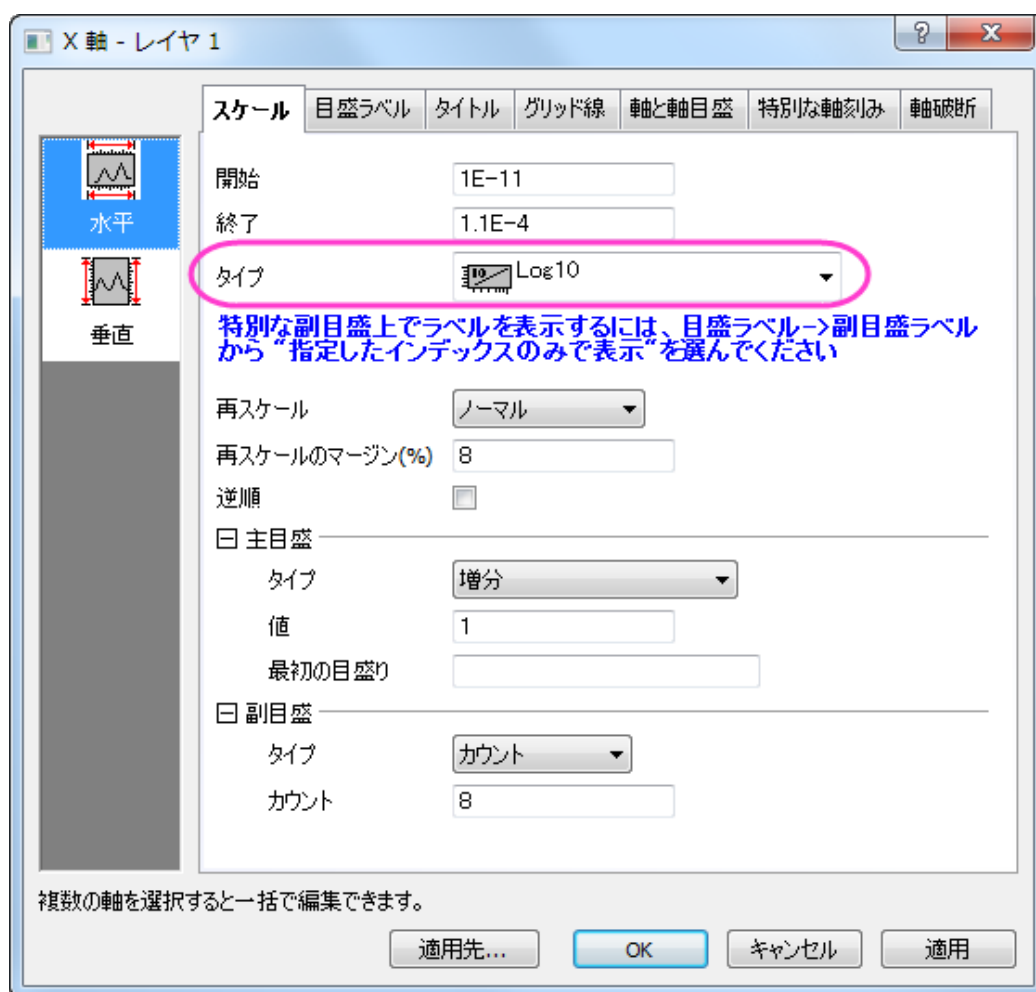 X 軸 - レイヤ 1
スケール 目盛ラベル タイトル グリッド線 軸と軸目盛 特別な軸刻み 軸破断
水平
垂直
開始 1E-11
終了 1.1E-4
タイプ 10 Log10
特別な副目盛上でラベルを表示するには、目盛ラベル->副目盛ラベル
から "指定したインデックスのみで表示"を選んでください
再スケール ノーマル
再スケールのマージン(%) 8
逆順
主目盛
タイプ 増分
値 1
最初の目盛り
副目盛
タイプ カウント
カウント 8
複数の軸を選択すると一括で編集できます。
適用先... OK キャンセル 適用